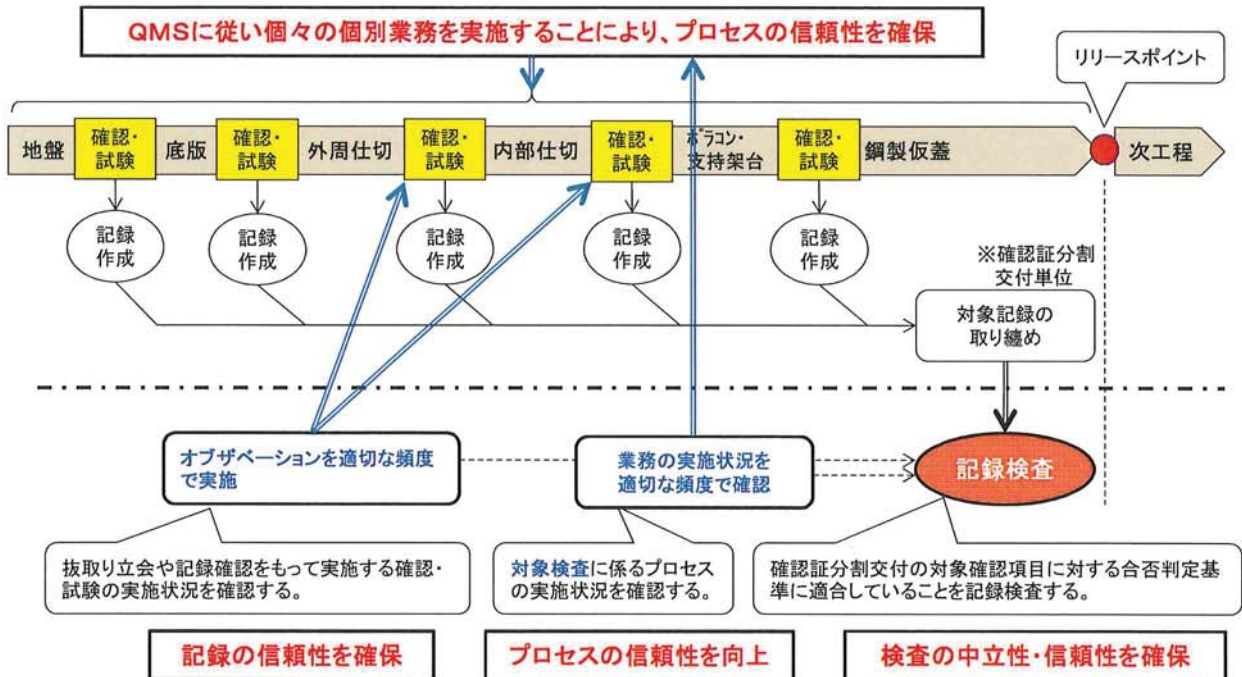 QMSに従い個々の個別業務を実施することにより、プロセスの信頼性を確保
リリースポイント
地盤
確認・
試験
底版
確認・
試験
外周仕切
確認・
試験
内部仕切
確認・
試験
ポラコン・
支持架台
確認・
試験
鋼製仮蓋
次工程
記録
作成
記録
作成
記録
作成
記録
作成
記録
作成
※確認証分割
交付単位
対象記録の
取り纏め
オブザベーションを適切な頻度
で実施
業務の実施状況を
適切な頻度で確認
記録検査
抜取り立会や記録確認をもって実施する確認・
試験の実施状況を確認する。
対象検査に係るプロセス
の実施状況を確認する。
確認証分割交付の対象確認項目に対する合否判定基
準に適合していることを記録検査する。
記録の信頼性を確保
プロセスの信頼性を向上
検査の中立性・信頼性を確保